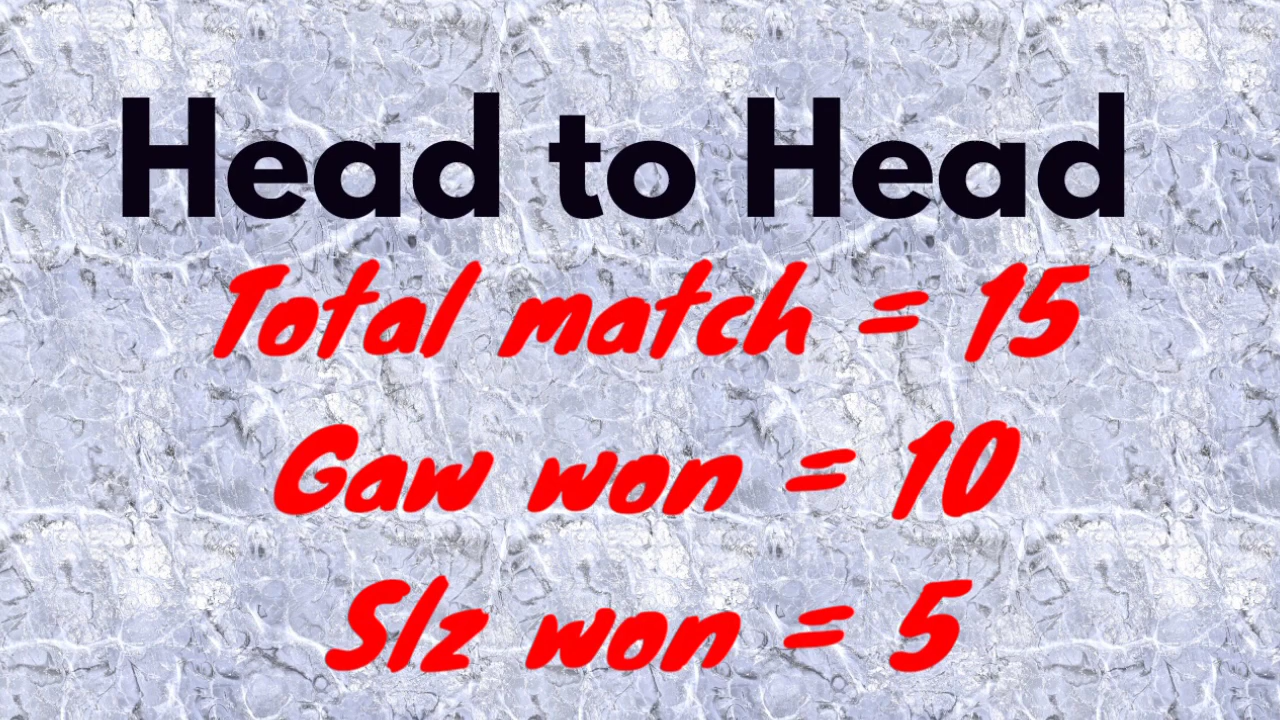 Head to Head
Total match = 15
Gaw won = 10
Slz won = 5